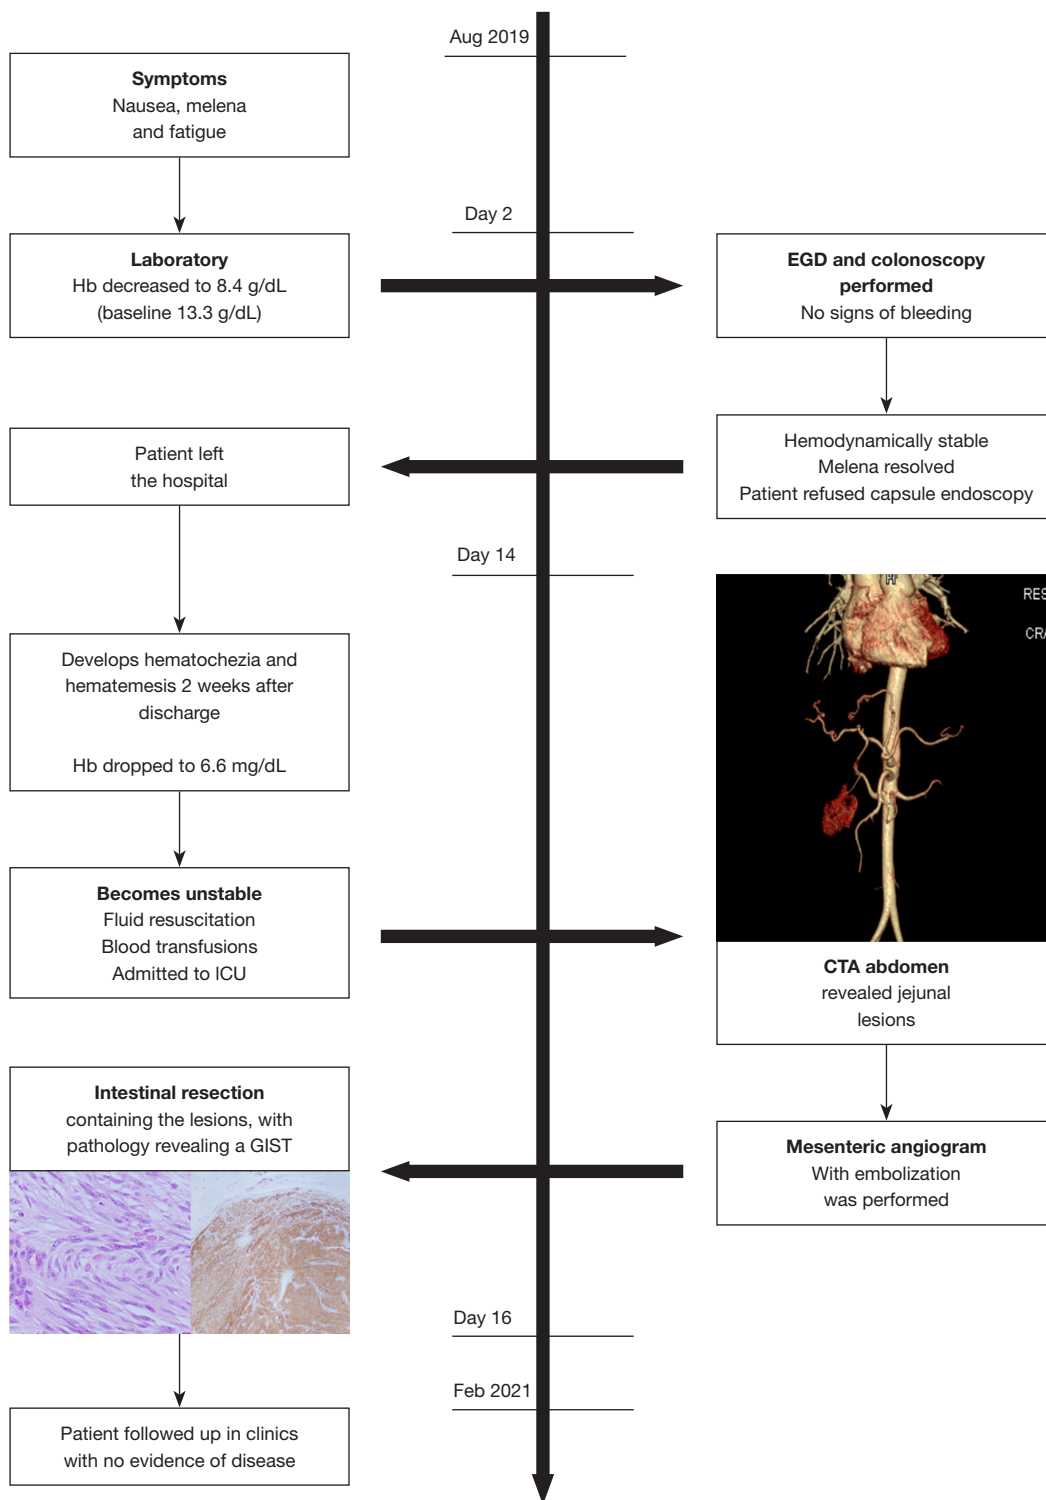 Aug 2019
Symptoms
Nausea, melena
and fatigue
Day 2
Laboratory
Hb decreased to 8.4 g/dL
(baseline 13.3 g/dL)
EGD and colonoscopy
performed
No signs of bleeding
Hemodynamically stable
Melena resolved
Patient refused capsule endoscopy
Patient left
the hospital
Day 14
Develops hematochezia and
hematemesis 2 weeks after
discharge
Hb dropped to 6.6 mg/dL
Becomes unstable
Fluid resuscitation
Blood transfusions
Admitted to ICU
RES
CRA
CTA abdomen
revealed jejunal
lesions
Mesenteric angiogram
With embolization
was performed
Intestinal resection
containing the lesions, with
pathology revealing a GIST
Day 16
Feb 2021
Patient followed up in clinics
with no evidence of disease